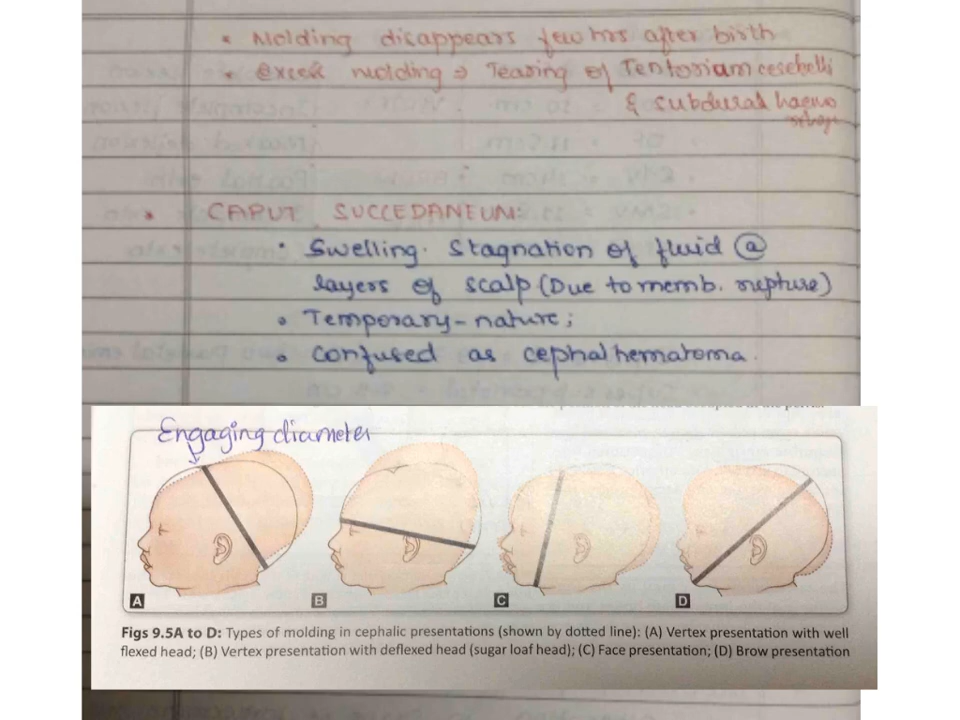 • Molding disappears few hrs after birth
• excess molding → Tearing of Tentorium cerebelli
& subdural haemo
rrhage
• CAPUT SUCCEDANEUM:
• Swelling. Stagnation of fluid @
layers of scalp (Due to memb. rupture)
• Temporary - nature;
• confused as cephalhematoma.
Engaging diameter
A B C D
Figs 9.5A to D: Types of molding in cephalic presentations (shown by dotted line): (A) Vertex presentation with well
flexed head; (B) Vertex presentation with deflexed head (sugar loaf head); (C) Face presentation; (D) Brow presentation